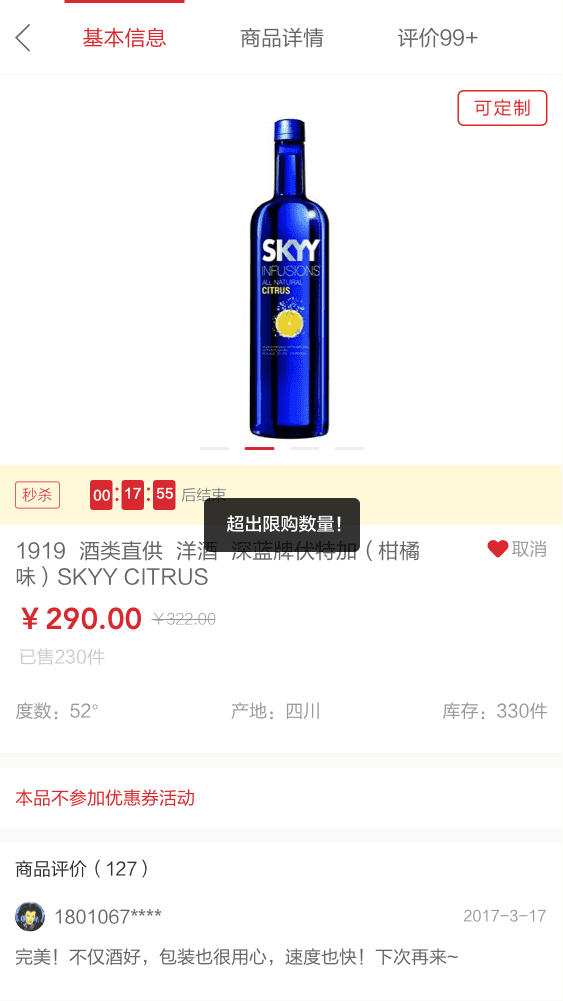 基本信息 商品详情 评价99+
可定制
SKYY
INFUSIONS
ALL NATURAL
CITRUS
秒杀 00:17:55 后结束
超出限购数量!
1919 酒类直供 洋酒 深蓝牌伏特加(柑橘 取消
味)SKYY CITRUS
¥290.00 ¥322.00
已售230件
度数:52° 产地:四川 库存:330件
本品不参加优惠券活动
商品评价(127)
1801067**** 2017-3-17
完美!不仅酒好,包装也很用心,速度也快!下次再来~